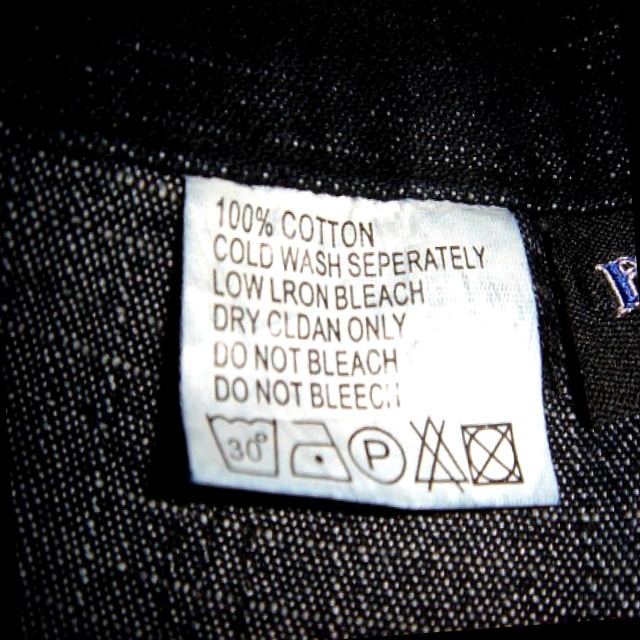 100% COTTON
COLD WASH SEPERATELY
LOW LRON BLEACH
DRY CLDAN ONLY
DO NOT BLEACH
DO NOT BLEECH
30°
P